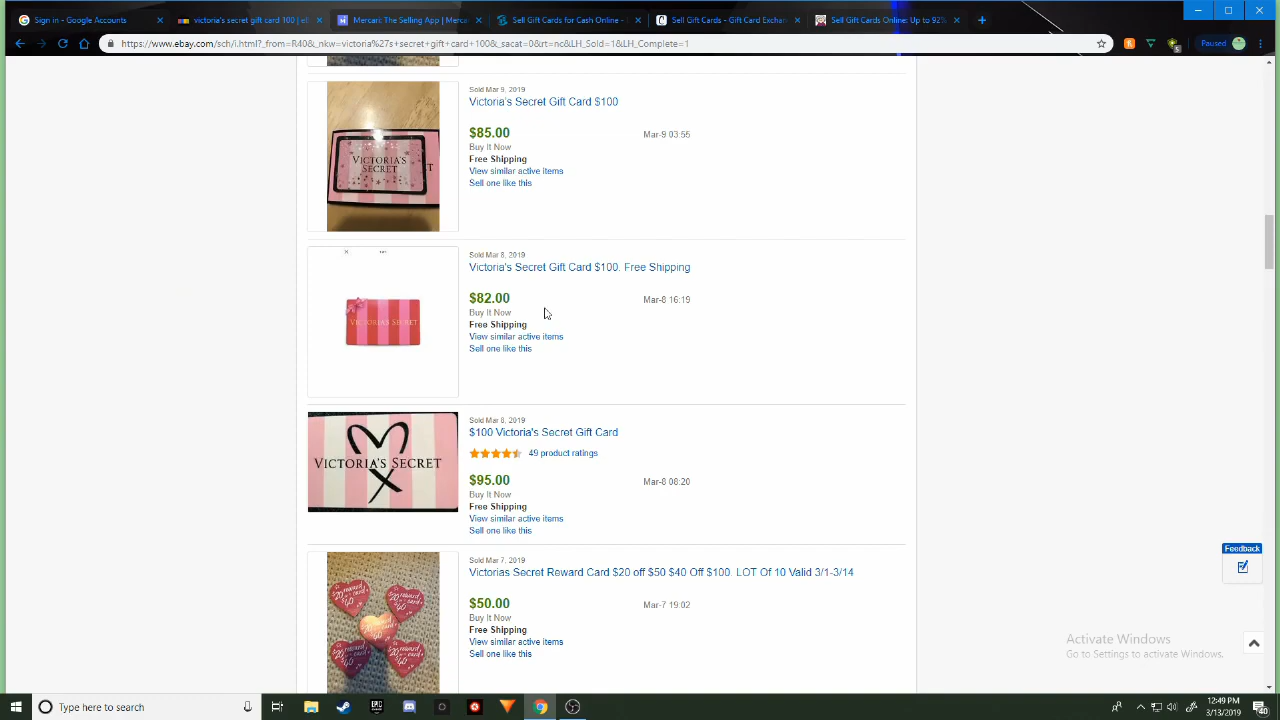 Sign in - Google Accounts
victoria's secret gift card 100 | el
Mercari: The Selling App | Mercar
Sell Gift Cards for Cash Online -
Sell Gift Cards - Gift Card Exchan
Sell Gift Cards Online: Up to 92%
https://www.ebay.com/sch/i.html?_from=R40&_nkw=victoria%27s+secret+gift+card+100&_sacat=0&rt=nc&LH_Sold=1&LH_Complete=1
Paused
Sold Mar 9, 2019
Victoria's Secret Gift Card $100
$85.00
Mar-9 03:55
Buy It Now
Free Shipping
View similar active items
Sell one like this
VICTORIA'S
SECRET
Sold Mar 8, 2019
Victoria's Secret Gift Card $100. Free Shipping
$82.00
Mar-8 16:19
Buy It Now
Free Shipping
View similar active items
Sell one like this
VICTORIA'S SECRET
Sold Mar 8, 2019
$100 Victoria's Secret Gift Card
49 product ratings
$95.00
Mar-8 08:20
Buy It Now
Free Shipping
View similar active items
Sell one like this
VICTORIA'S SECRET
Sold Mar 7, 2019
Victorias Secret Reward Card $20 off $50 $40 Off $100. LOT Of 10 Valid 3/1-3/14
$50.00
Mar-7 19:02
Buy It Now
Free Shipping
View similar active items
Sell one like this
Feedback
Activate Windows
Go to Settings to activate Windows.
Type here to search
12:49 PM
3/13/2019